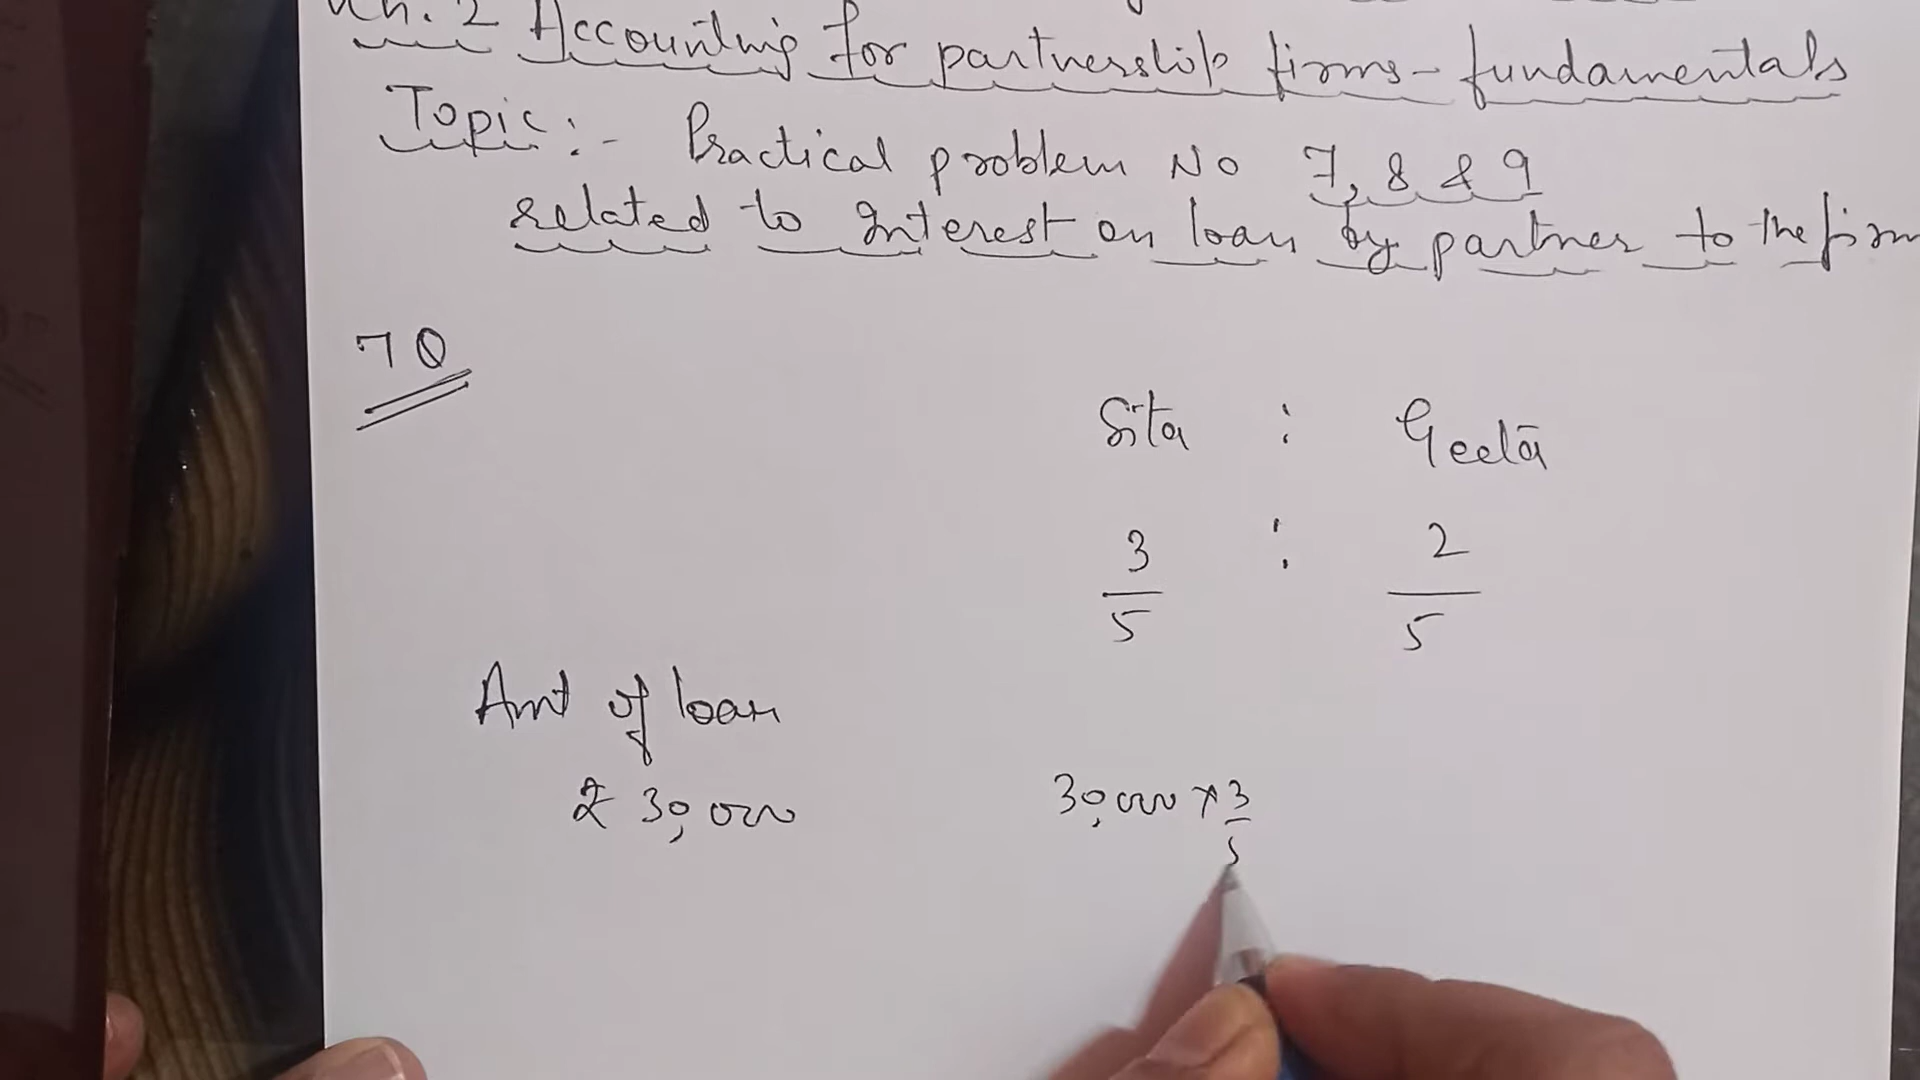 Ch. 2 Accounting for partnership firms - fundamentals
Topic :- Practical problem No 7, 8 & 9
related to Interest on loan by partner to the firm
7 Q
Sita : Geeta
3/5 : 2/5
Amt of loan
₹ 30,000 30,000 × 3/5